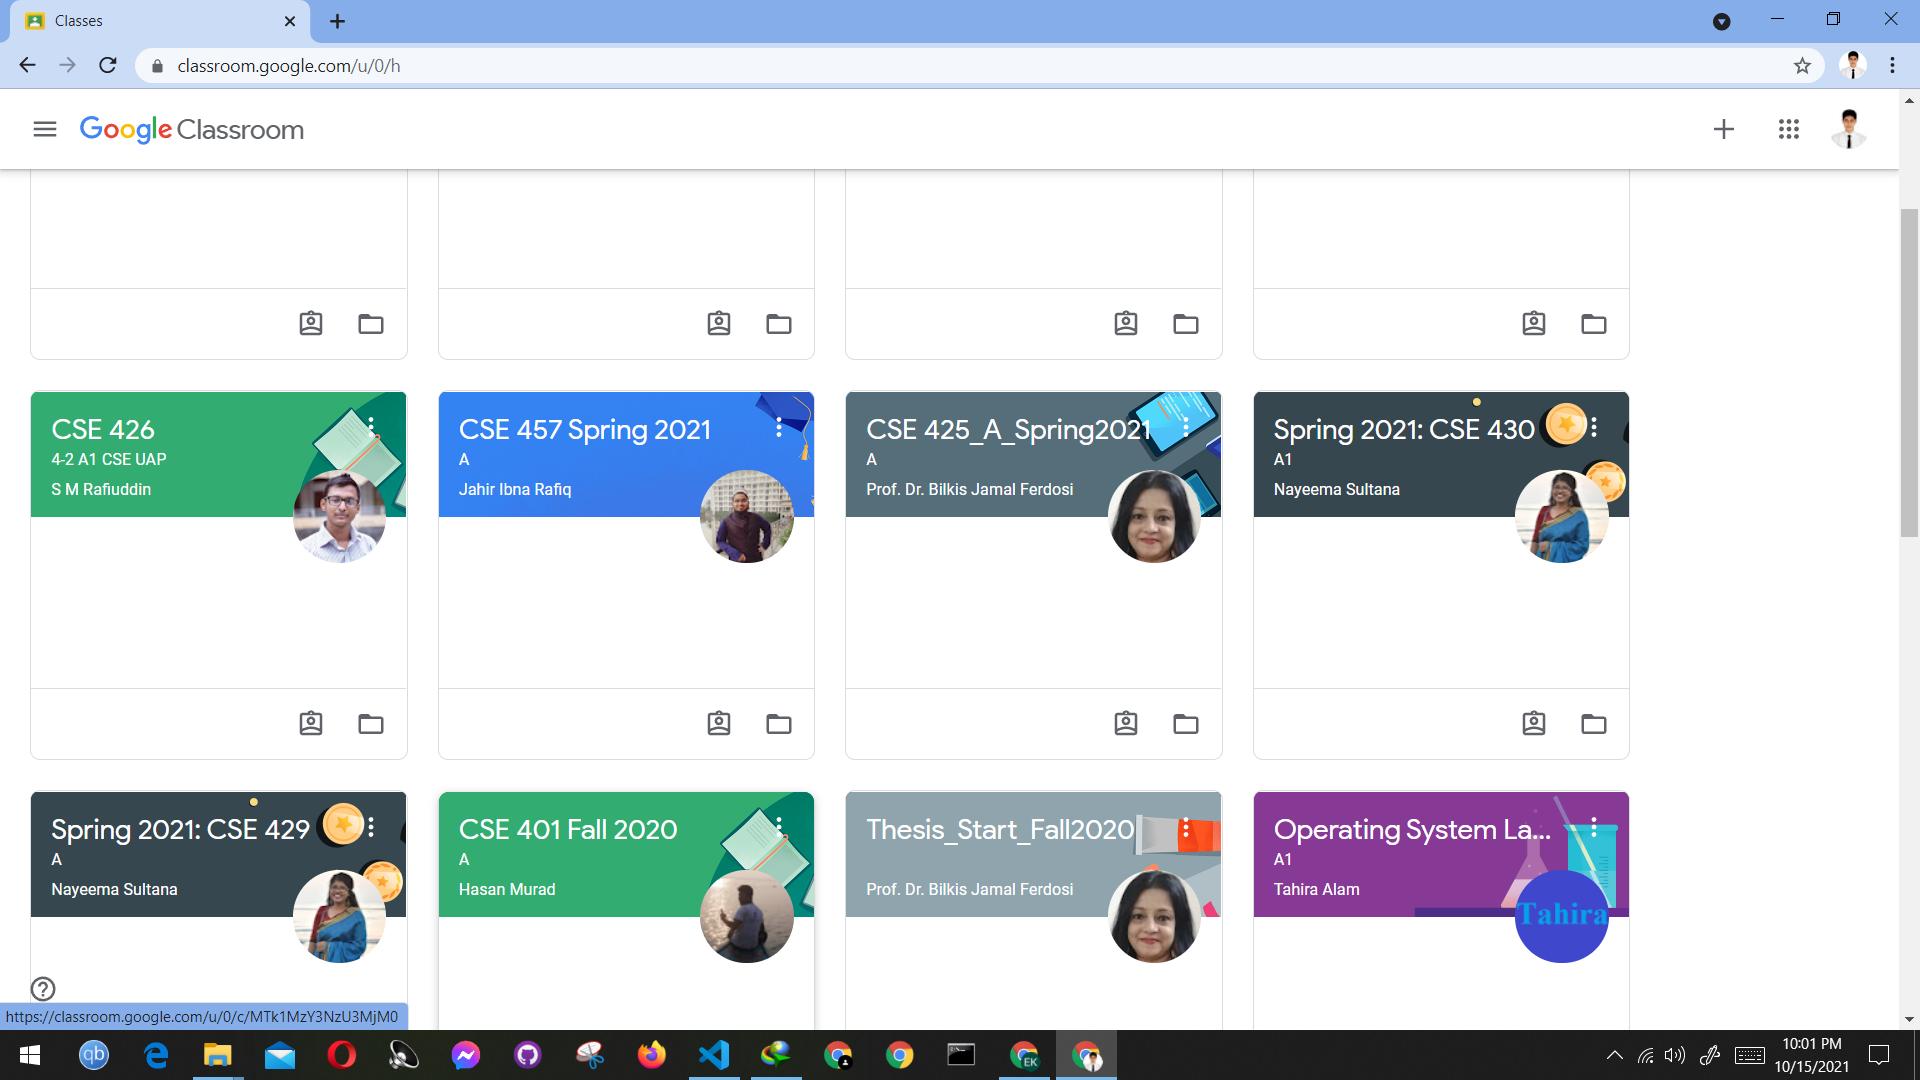 Classes
classroom.google.com/u/0/h
Google Classroom
CSE 426
4-2 A1 CSE UAP
S M Rafiuddin
CSE 457 Spring 2021
A
Jahir Ibna Rafiq
CSE 425_A_Spring2021
A
Prof. Dr. Bilkis Jamal Ferdosi
Spring 2021: CSE 430
A1
Nayeema Sultana
Spring 2021: CSE 429
A
Nayeema Sultana
CSE 401 Fall 2020
A
Hasan Murad
Thesis_Start_Fall2020
Prof. Dr. Bilkis Jamal Ferdosi
Operating System La...
A1
Tahira Alam
Tahira
https://classroom.google.com/u/0/c/MTk1MzY3NzU3MjM0
qb
EK
10:01 PM
10/15/2021